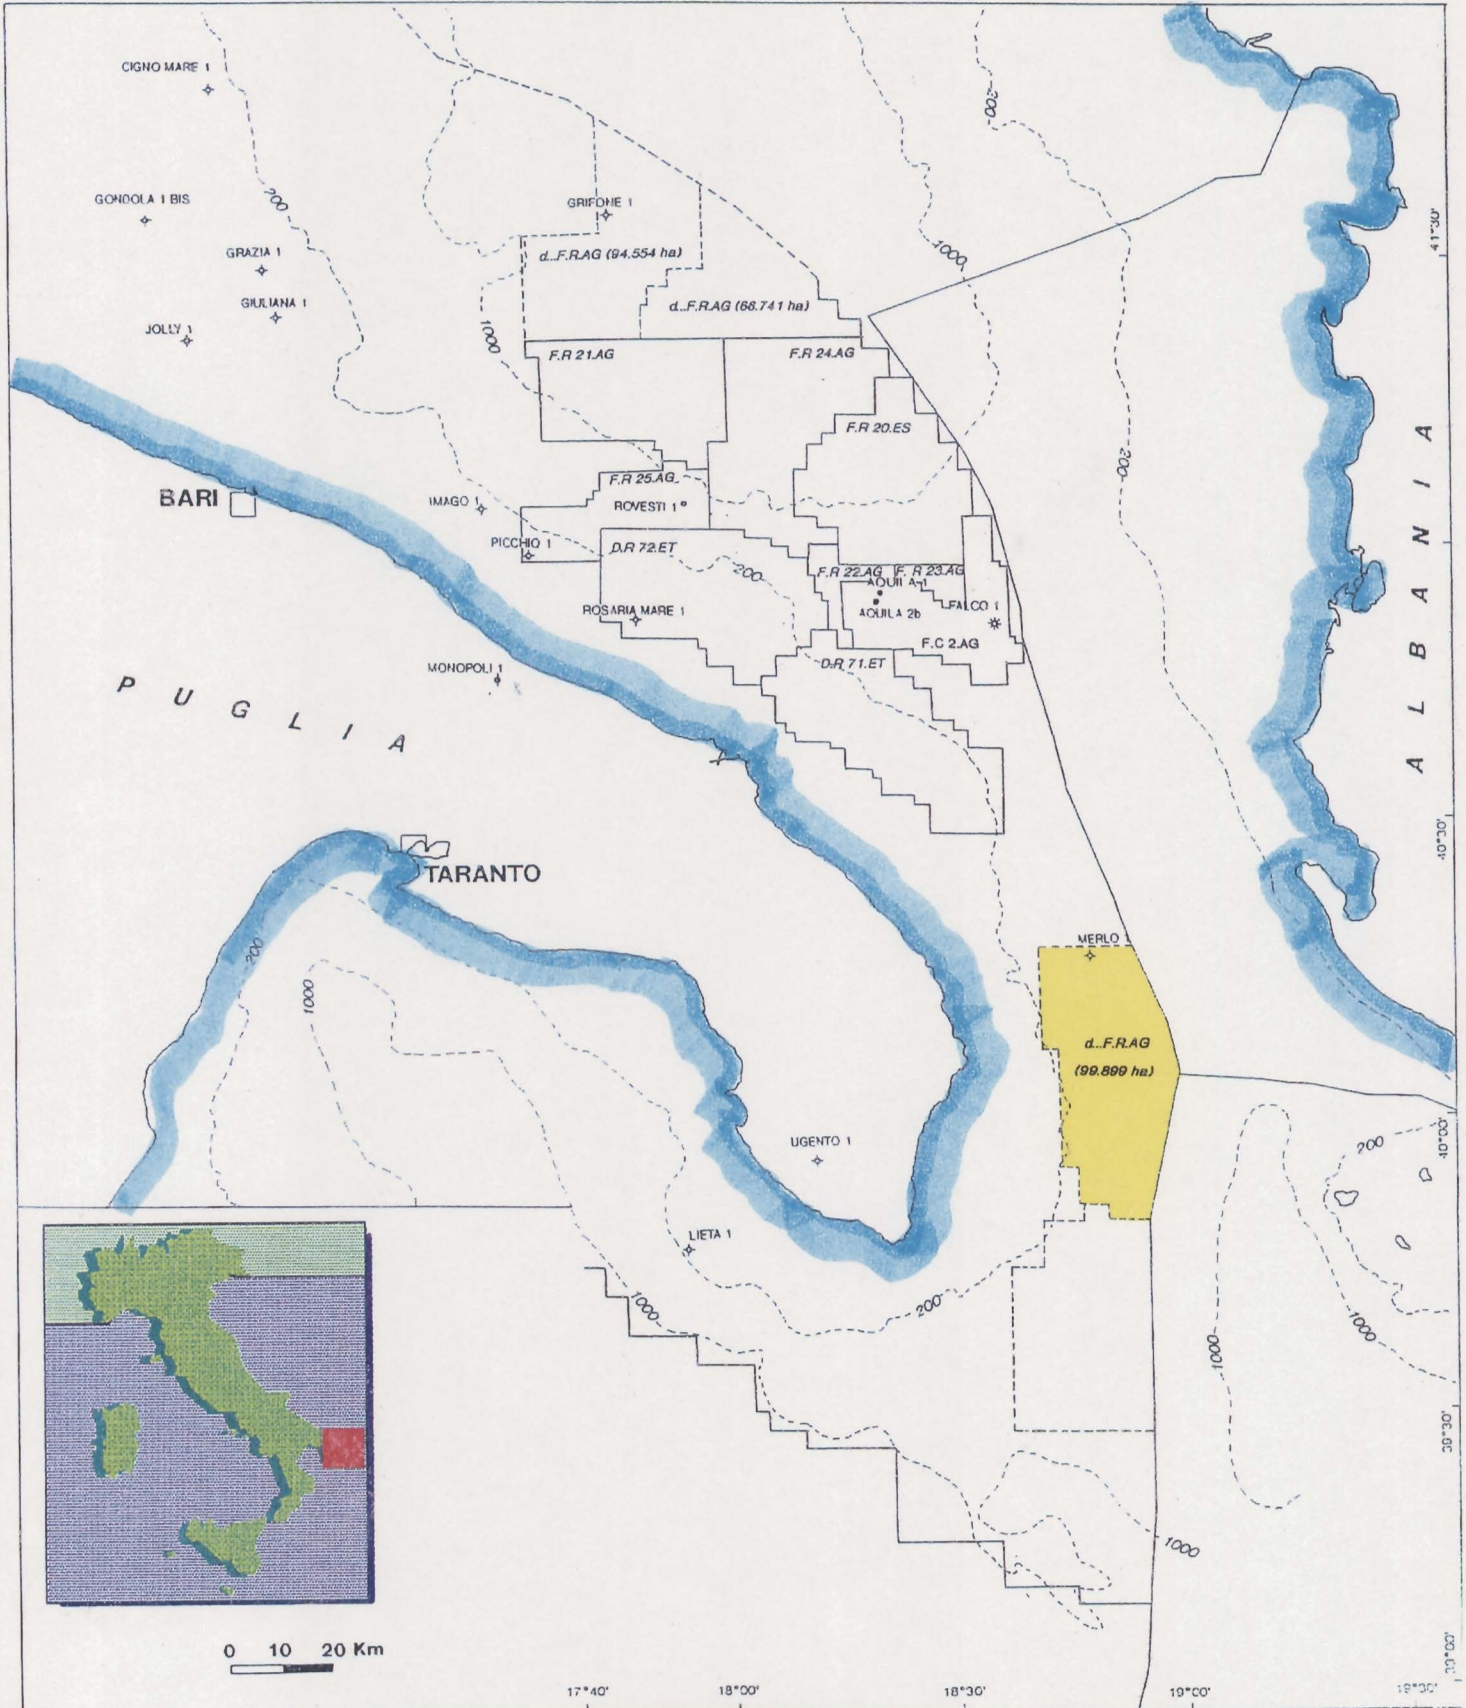 CIGNO MARE 1
200
GONDOLA 1 BIS
GRIFONE 1
200
1000
41°30'
GRAZIA 1
d...F.R.AG (94.554 ha)
GIULIANA 1
d...F.R.AG (66.741 ha)
JOLLY 1
1000
F.R 21.AG
F.R 24.AG
F.R 20.ES
ALBANIA
200
F.R 25.AG
BARI
IMAGO 1
ROVESTI 1
PICCHIO 1
D.R 72.ET
200
F.R 22.AG
F. R 23.AG
AQUILA 1
ROSARIA MARE 1
AQUILA 2b
FALCO 1
F.C 2.AG
MONOPOLI 1
D.R 71.ET
PUGLIA
40°30'
TARANTO
MERLO 1
200
1000
d...F.R.AG
(99.899 ha)
40°00'
UGENTO 1
200
LIETA 1
1000
200
1000
1000
39°30'
1000
0 10 20 Km
17°40'
18°00'
18°30'
19°00'
19°30'